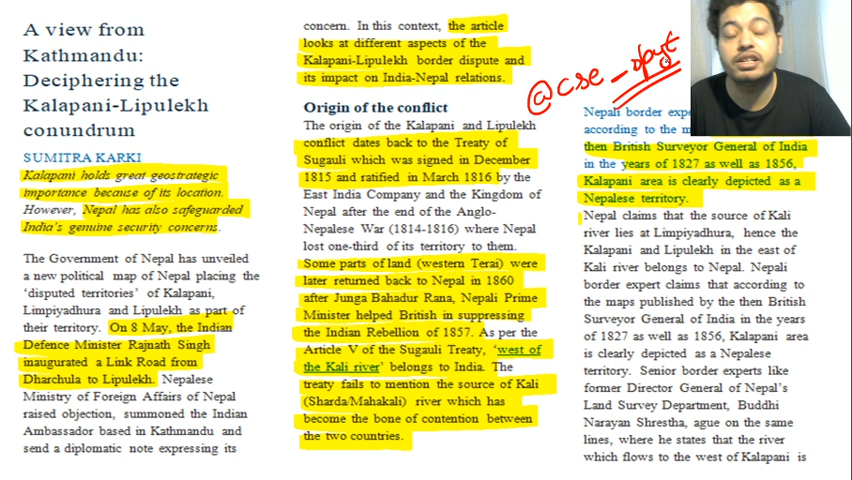 A view from
Kathmandu:
Deciphering the
Kalapani-Lipulekh
conundrum
SUMITRA KARKI
Kalapani holds great geostrategic
importance because of its location.
However, Nepal has also safeguarded
India's genuine security concerns.
The Government of Nepal has unveiled
a new political map of Nepal placing the
'disputed territories' of Kalapani,
Limpiyadhura and Lipulekh as part of
their territory. On 8 May, the Indian
Defence Minister Rajnath Singh
inaugurated a Link Road from
Dharchula to Lipulekh. Nepalese
Ministry of Foreign Affairs of Nepal
raised objection, summoned the Indian
Ambassador based in Kathmandu and
send a diplomatic note expressing its
concern. In this context, the article
looks at different aspects of the
Kalapani-Lipulekh border dispute and
its impact on India-Nepal relations.
Origin of the conflict
The origin of the Kalapani and Lipulekh
conflict dates back to the Treaty of
Sugauli which was signed in December
1815 and ratified in March 1816 by the
East India Company and the Kingdom of
Nepal after the end of the Anglo-
Nepalese War (1814-1816) where Nepal
lost one-third of its territory to them.
Some parts of land (western Terai) were
later returned back to Nepal in 1860
after Junga Bahadur Rana, Nepali Prime
Minister helped British in suppressing
the Indian Rebellion of 1857. As per the
Article V of the Sugauli Treaty, 'west of
the Kali river' belongs to India. The
treaty fails to mention the source of Kali
(Sharda/Mahakali) river which has
become the bone of contention between
the two countries.
@cse_
Nepali border
according to the
then British Surveyor General of India
in the years of 1827 as well as 1856,
Kalapani area is clearly depicted as a
Nepalese territory.
Nepal claims that the source of Kali
river lies at Limpiyadhura, hence the
Kalapani and Lipulekh in the east of
Kali river belongs to Nepal. Nepali
border expert claims that according to
the maps published by the then British
Surveyor General of India in the years
of 1827 as well as 1856, Kalapani area
is clearly depicted as a Nepalese
territory. Senior border experts like
former Director General of Nepal's
Land Survey Department, Buddhi
Narayan Shrestha, ague on the same
lines, where he states that the river
which flows to the west of Kalapani is